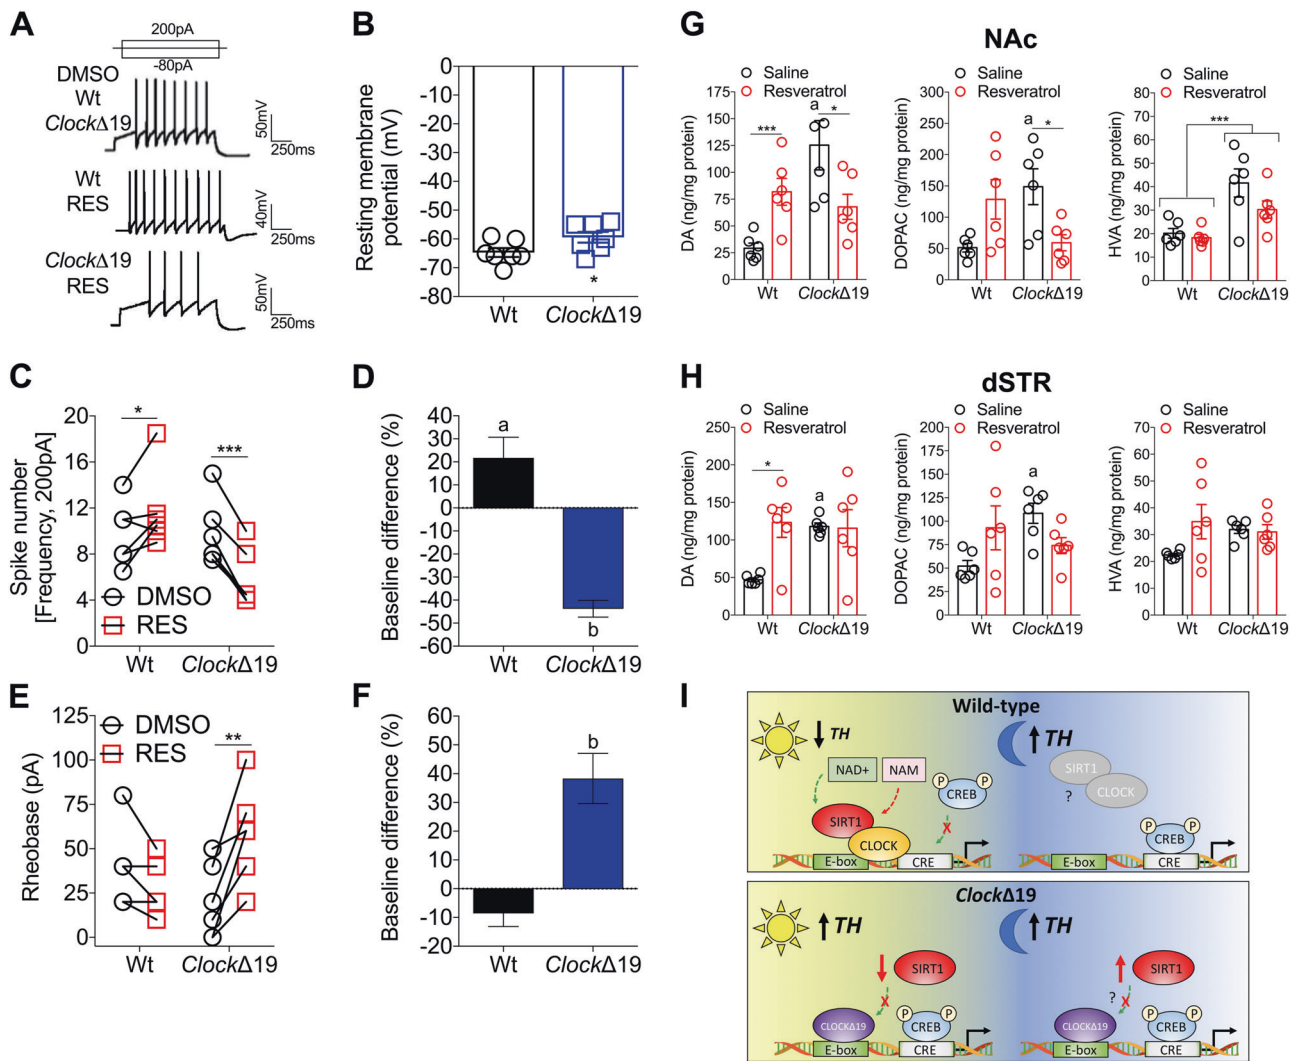 A
200pA
-80pA
DMSO
Wt
ClockΔ19
50mV
250ms
Wt
RES
40mV
250ms
ClockΔ19
RES
50mV
250ms
B
Resting membrane
potential (mV)
0
-10
-20
-30
-40
-50
-60
-70
-80
*
Wt
ClockΔ19
C
Spike number
[Frequency, 200pA]
20
16
12
8
4
0
*
***
DMSO
RES
Wt
ClockΔ19
D
Baseline difference (%)
40
30
20
10
0
-10
-20
-30
-40
-50
-60
a
b
Wt
ClockΔ19
E
Rheobase (pA)
125
100
75
50
25
0
DMSO
RES
**
Wt
ClockΔ19
F
Baseline difference (%)
60
50
40
30
20
10
0
-10
-20
b
Wt
ClockΔ19
G
NAc
Saline
Resveratrol
DA (ng/mg protein)
175
150
125
100
75
50
25
0
***
a
*
Wt
ClockΔ19
Saline
Resveratrol
DOPAC (ng/mg protein)
300
250
200
150
100
50
0
a
*
Wt
ClockΔ19
Saline
Resveratrol
HVA (ng/mg protein)
80
70
60
50
40
30
20
10
0
***
Wt
ClockΔ19
H
dSTR
Saline
Resveratrol
DA (ng/mg protein)
250
200
150
100
50
0
*
a
Wt
ClockΔ19
Saline
Resveratrol
DOPAC (ng/mg protein)
200
175
150
125
100
75
50
25
0
a
Wt
ClockΔ19
Saline
Resveratrol
HVA (ng/mg protein)
70
60
50
40
30
20
10
0
Wt
ClockΔ19
I
Wild-type
TH
TH
NAD+
NAM
P
P
CREB
SIRT1
CLOCK
X
E-box
CRE
SIRT1
CLOCK
?
P
P
CREB
E-box
CRE
ClockΔ19
TH
TH
SIRT1
X
CLOCKΔ19
P
P
CREB
E-box
CRE
SIRT1
?
X
CLOCKΔ19
P
P
CREB
E-box
CRE